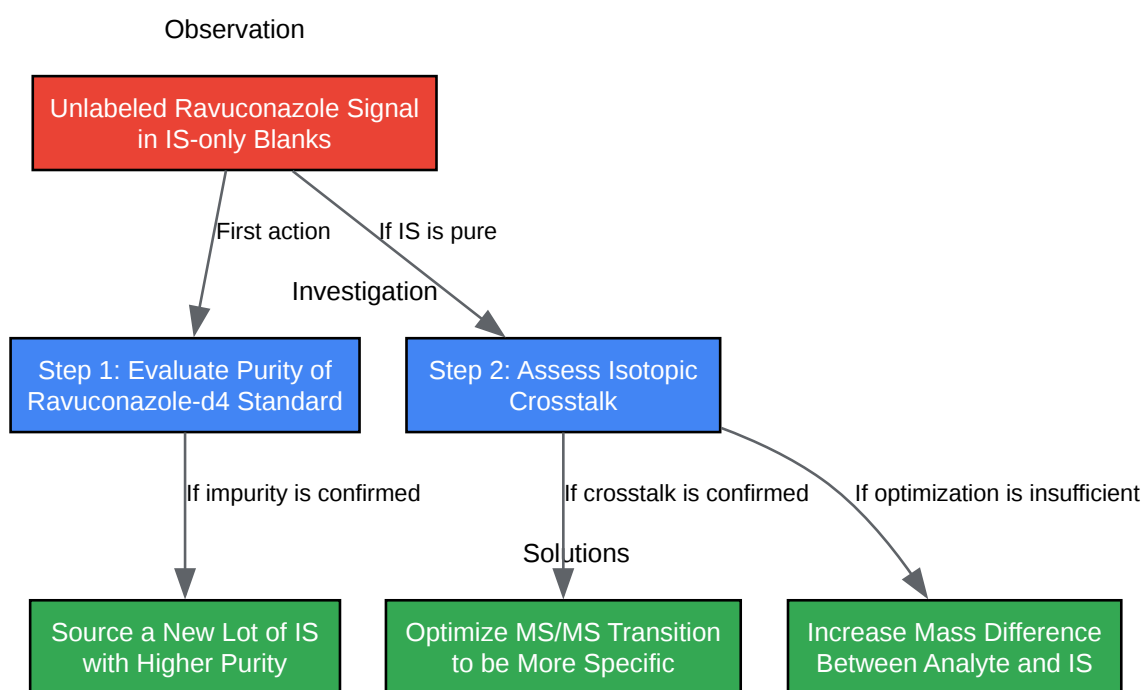 Observation
Unlabeled Ravuconazole Signal
in IS-only Blanks
First action
If IS is pure
Investigation
Step 1: Evaluate Purity of
Ravuconazole-d4 Standard
Step 2: Assess Isotopic
Crosstalk
If impurity is confirmed
If crosstalk is confirmed
If optimization is insufficient
Solutions
Source a New Lot of IS
with Higher Purity
Optimize MS/MS Transition
to be More Specific
Increase Mass Difference
Between Analyte and IS